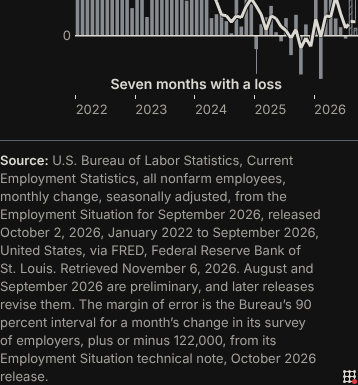 0
Seven months with a loss
2022 2023 2024 2025 2026
Source: U.S. Bureau of Labor Statistics, Current
Employment Statistics, all nonfarm employees,
monthly change, seasonally adjusted, from the
Employment Situation for September 2026, released
October 2, 2026, January 2022 to September 2026,
United States, via FRED, Federal Reserve Bank of
St. Louis. Retrieved November 6, 2026. August and
September 2026 are preliminary, and later releases
revise them. The margin of error is the Bureau’s 90
percent interval for a month’s change in its survey
of employers, plus or minus 122,000, from its
Employment Situation technical note, October 2026
release.